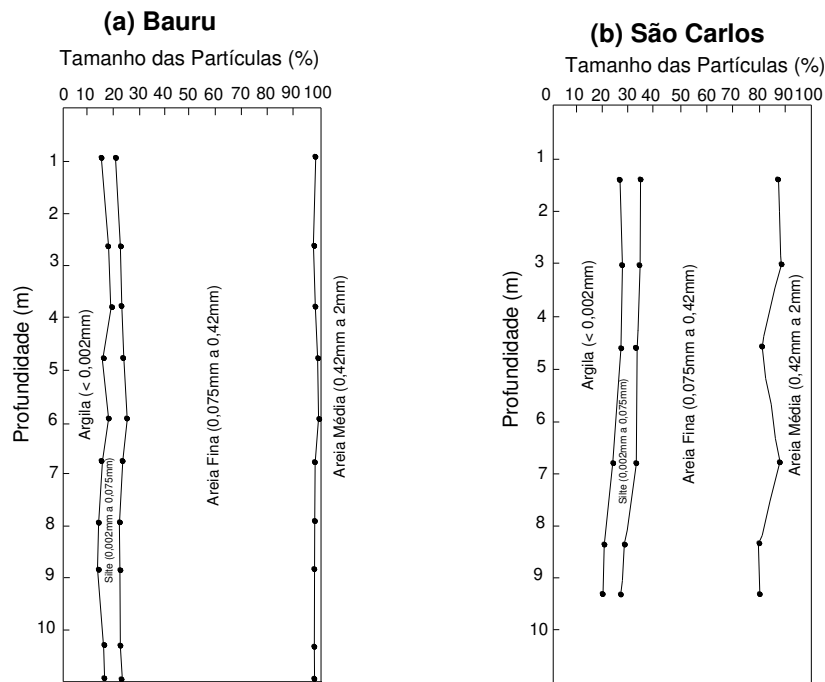 (a) Bauru
Tamanho das Partículas (%)
0 10 20 30 40 50 60 70 80 90 100
Profundidade (m)
1
2
3
4
5
6
7
8
9
10
Argila (< 0,002mm)
Silte (0,002mm a 0,075mm)
Areia Fina (0,075mm a 0,42mm)
Areia Média (0,42mm a 2mm)
(b) São Carlos
Tamanho das Partículas (%)
0 10 20 30 40 50 60 70 80 90 100
Profundidade (m)
1
2
3
4
5
6
7
8
9
10
Argila (< 0,002mm)
Silte (0,002mm a 0,075mm)
Areia Fina (0,075mm a 0,42mm)
Areia Média (0,42mm a 2mm)